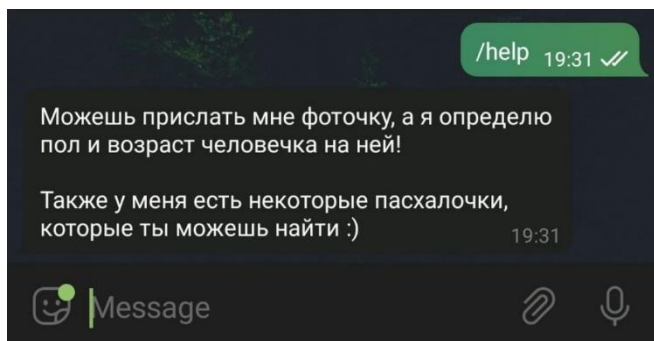 /help 19:31
Можешь прислать мне фоточку, а я определю
пол и возраст человечка на ней!
Также у меня есть некоторые пасхалочки,
которые ты можешь найти :)
19:31
Message